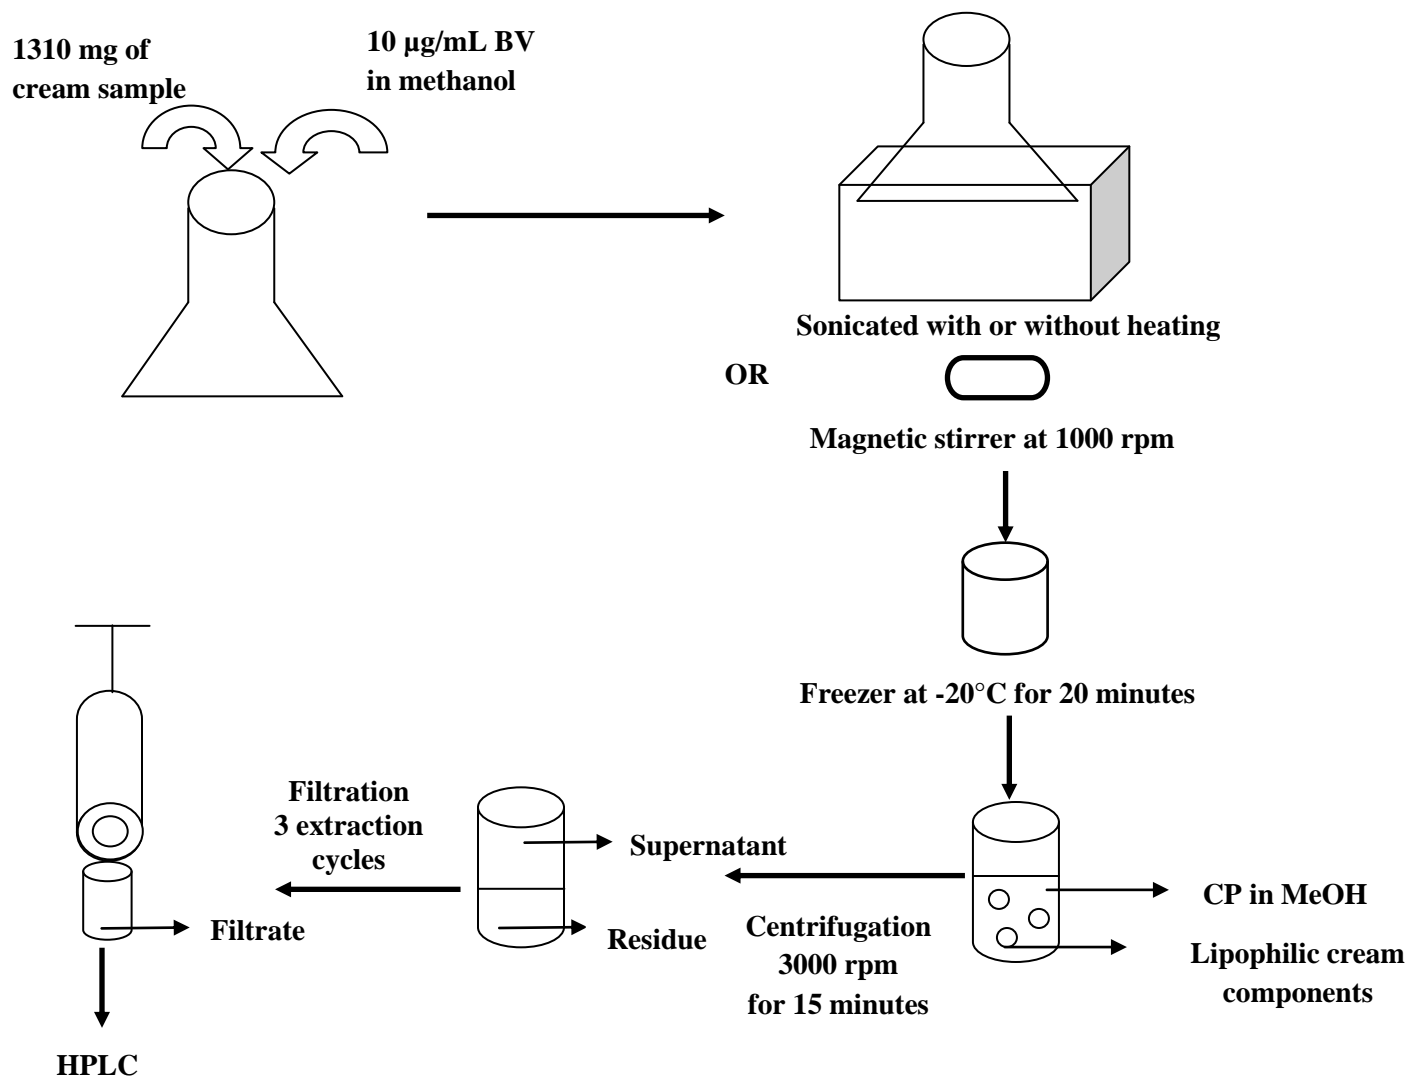 1310 mg of
cream sample
10 µg/mL BV
in methanol
Sonicated with or without heating
OR
Magnetic stirrer at 1000 rpm
Freezer at -20°C for 20 minutes
CP in MeOH
Lipophilic cream
components
Centrifugation
3000 rpm
for 15 minutes
Supernatant
Residue
Filtration
3 extraction
cycles
Filtrate
HPLC